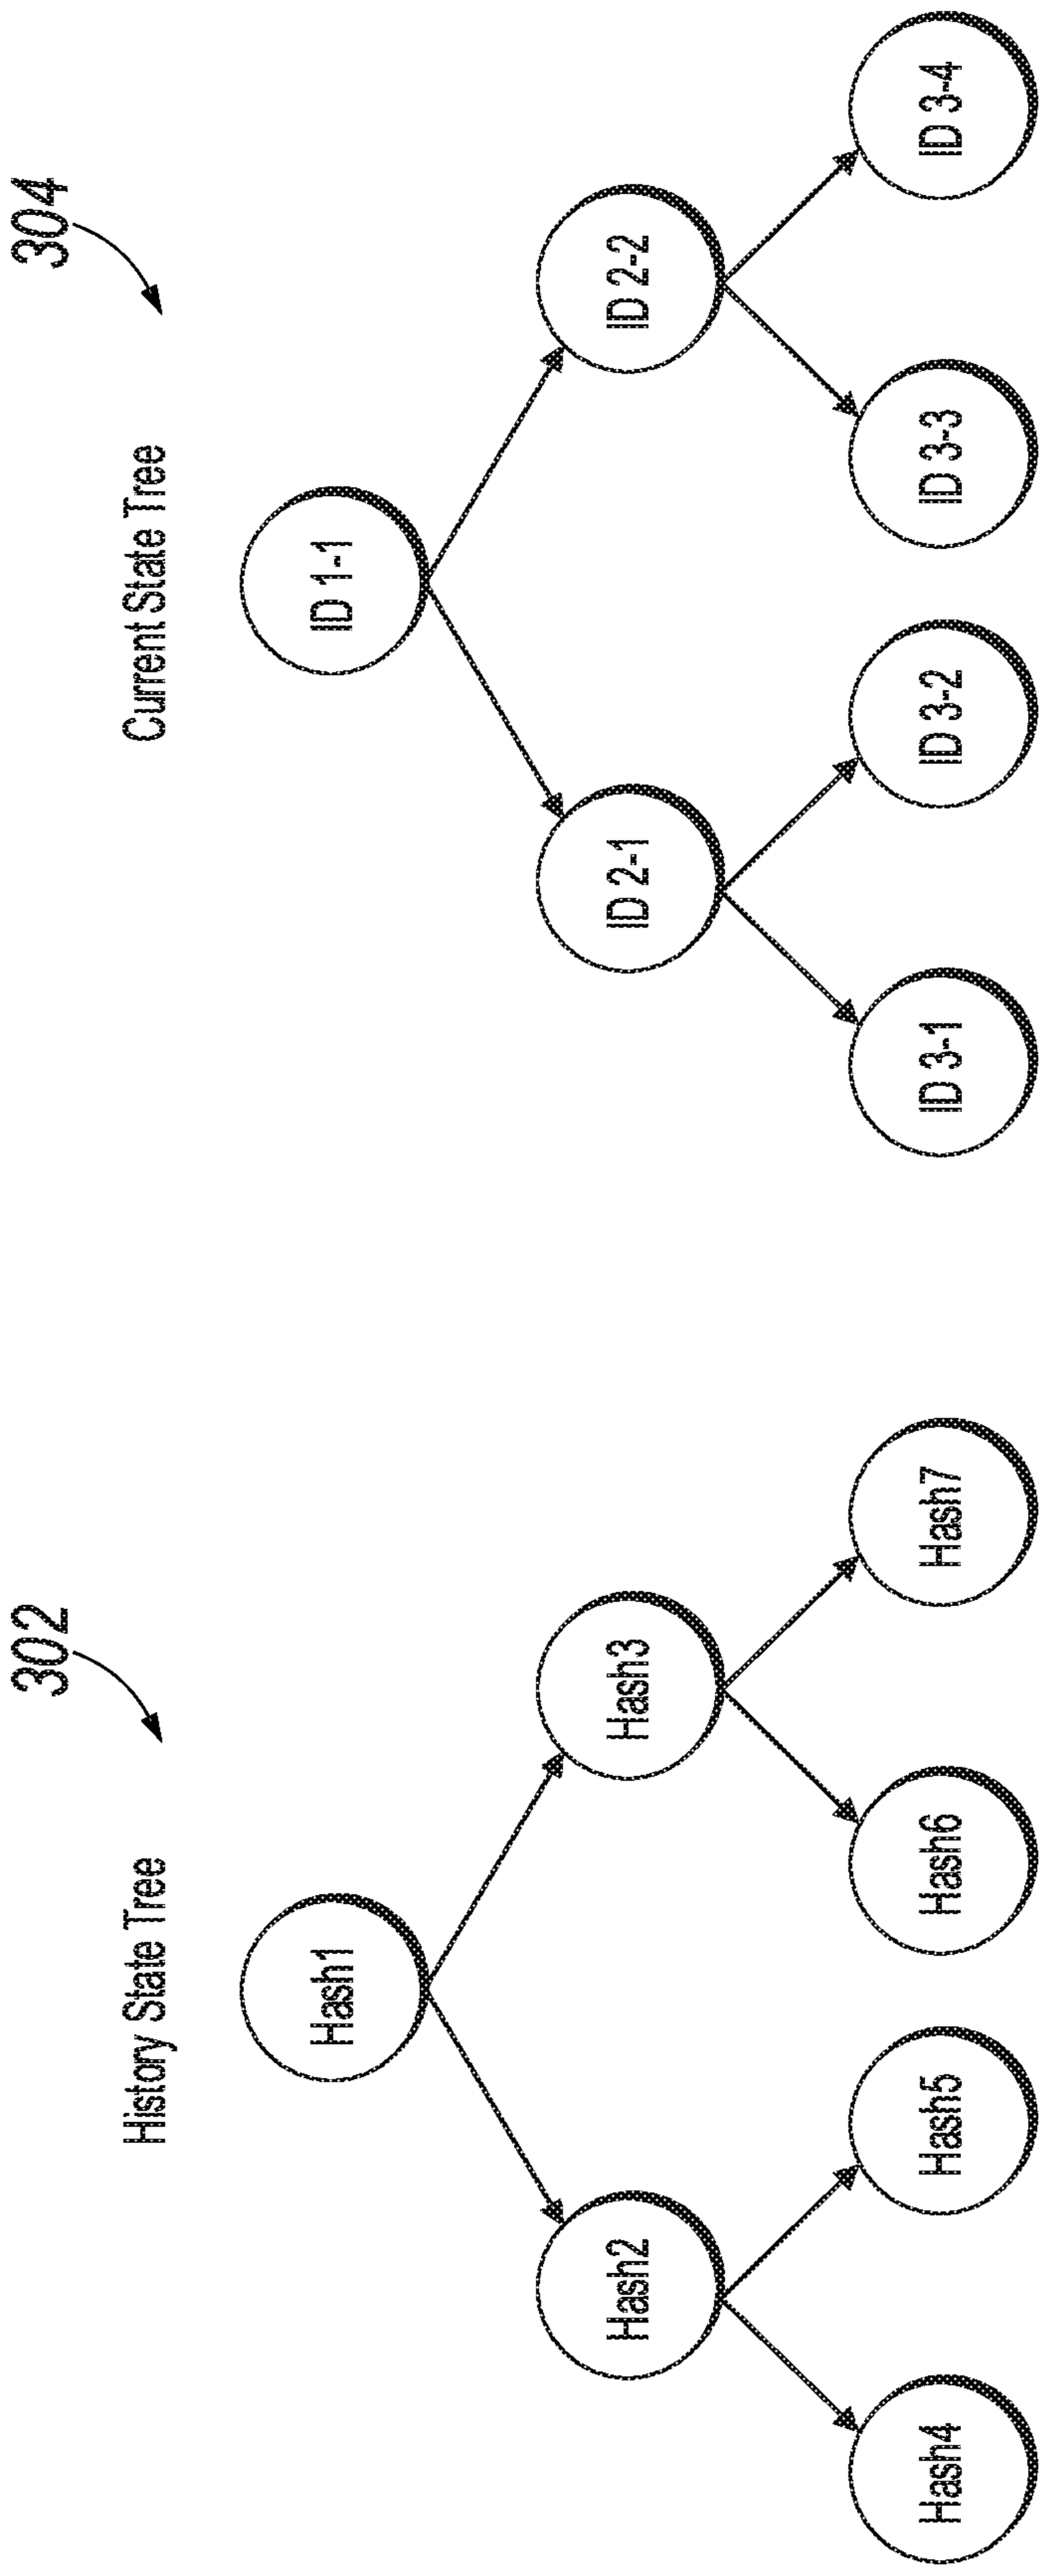 302
History State Tree
Hash1
Hash2
Hash3
Hash4
Hash5
Hash6
Hash7
304
Current State Tree
ID 1-1
ID 2-1
ID 2-2
ID 3-1
ID 3-2
ID 3-3
ID 3-4